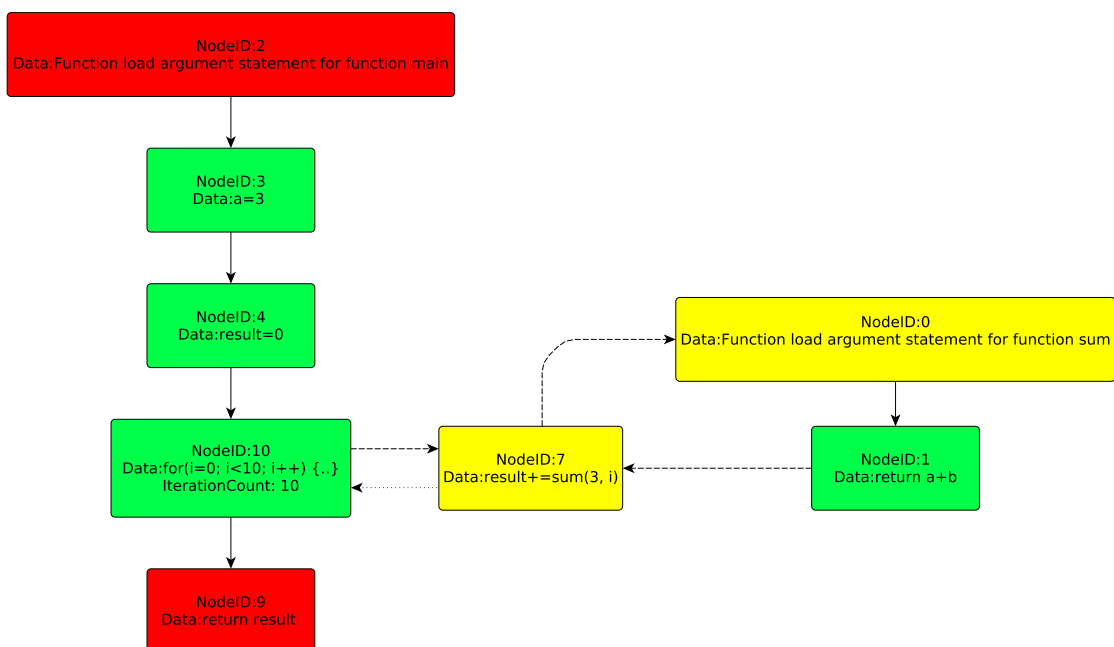 NodeID:2
Data:Function load argument statement for function main
NodeID:3
Data:a=3
NodeID:4
Data:result=0
NodeID:10
Data:for(i=0; i<10; i++) {..}
IterationCount: 10
NodeID:7
Data:result+=sum(3, i)
NodeID:0
Data:Function load argument statement for function sum
NodeID:1
Data:return a+b
NodeID:9
Data:return result